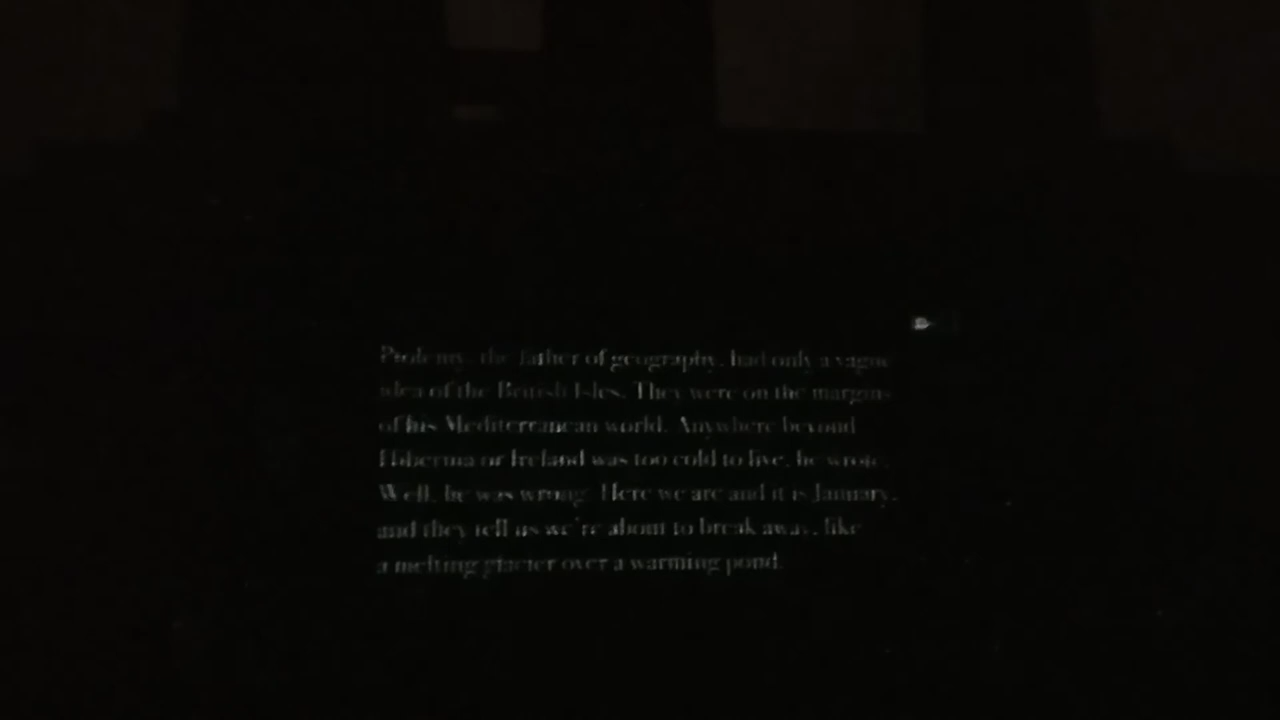 Ptolemy, the father of geography, had only a vague
idea of the British Isles. They were on the margins
of his Mediterranean world. Anywhere beyond
Hibernia or Ireland was too cold to live, he wrote.
Well, he was wrong. Here we are and it is January,
and they tell us we're about to break away, like
a melting glacier over a warming pond.